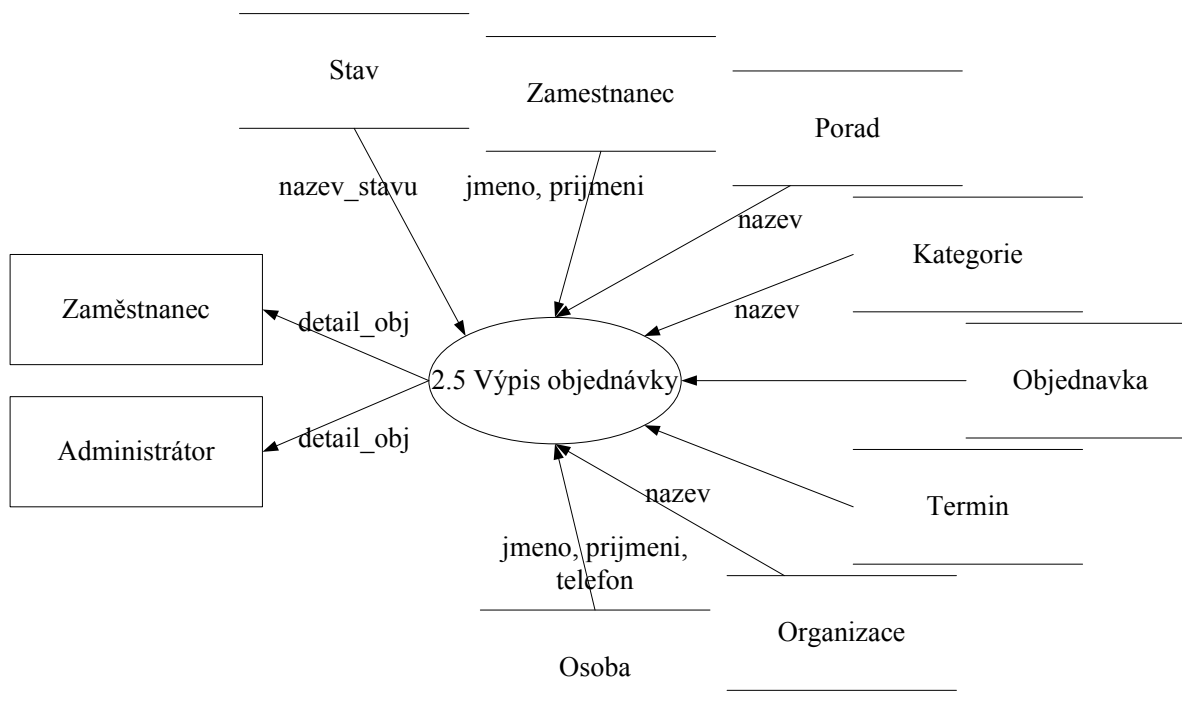 Stav
Zamestnanec
Porad
nazev_stavu
jmeno, prijmeni
nazev
Kategorie
Zaměstnanec
nazev
detail_obj
2.5 Výpis objednávky
Objednavka
Administrátor
detail_obj
nazev
Termin
jmeno, prijmeni,
telefon
Organizace
Osoba